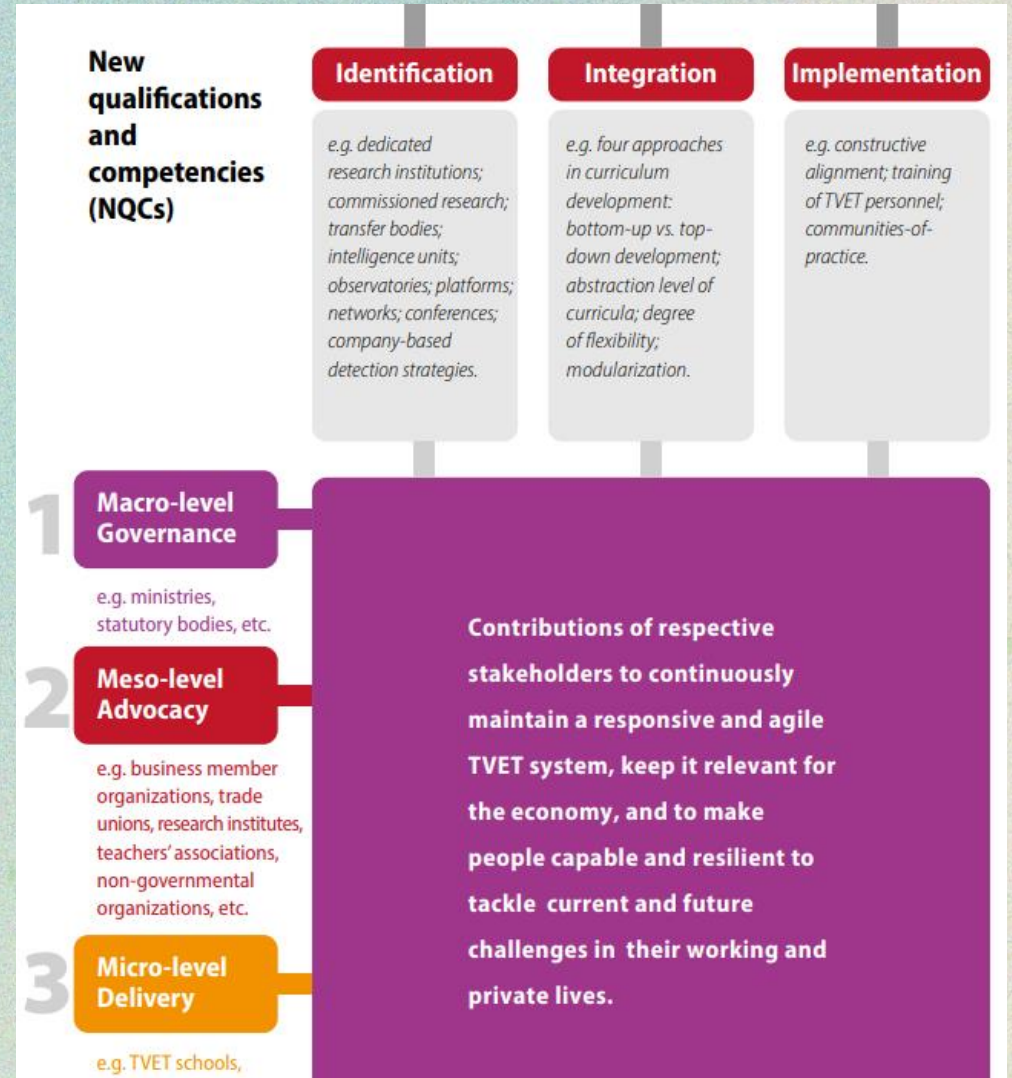 New
qualifications
and
competencies
(NQCs)
Identification
e.g. dedicated
research institutions;
commissioned research;
transfer bodies;
intelligence units;
observatories; platforms;
networks; conferences;
company-based
detection strategies.
Integration
e.g. four approaches
in curriculum
development:
bottom-up vs. top-
down development;
abstraction level of
curricula; degree
of flexibility;
modularization.
Implementation
e.g. constructive
alignment; training
of TVET personnel;
communities-of-
practice.
1
Macro-level
Governance
e.g. ministries,
statutory bodies, etc.
2
Meso-level
Advocacy
e.g. business member
organizations, trade
unions, research institutes,
teachers' associations,
non-governmental
organizations, etc.
3
Micro-level
Delivery
e.g. TVET schools,
Contributions of respective
stakeholders to continuously
maintain a responsive and agile
TVET system, keep it relevant for
the economy, and to make
people capable and resilient to
tackle current and future
challenges in their working and
private lives.